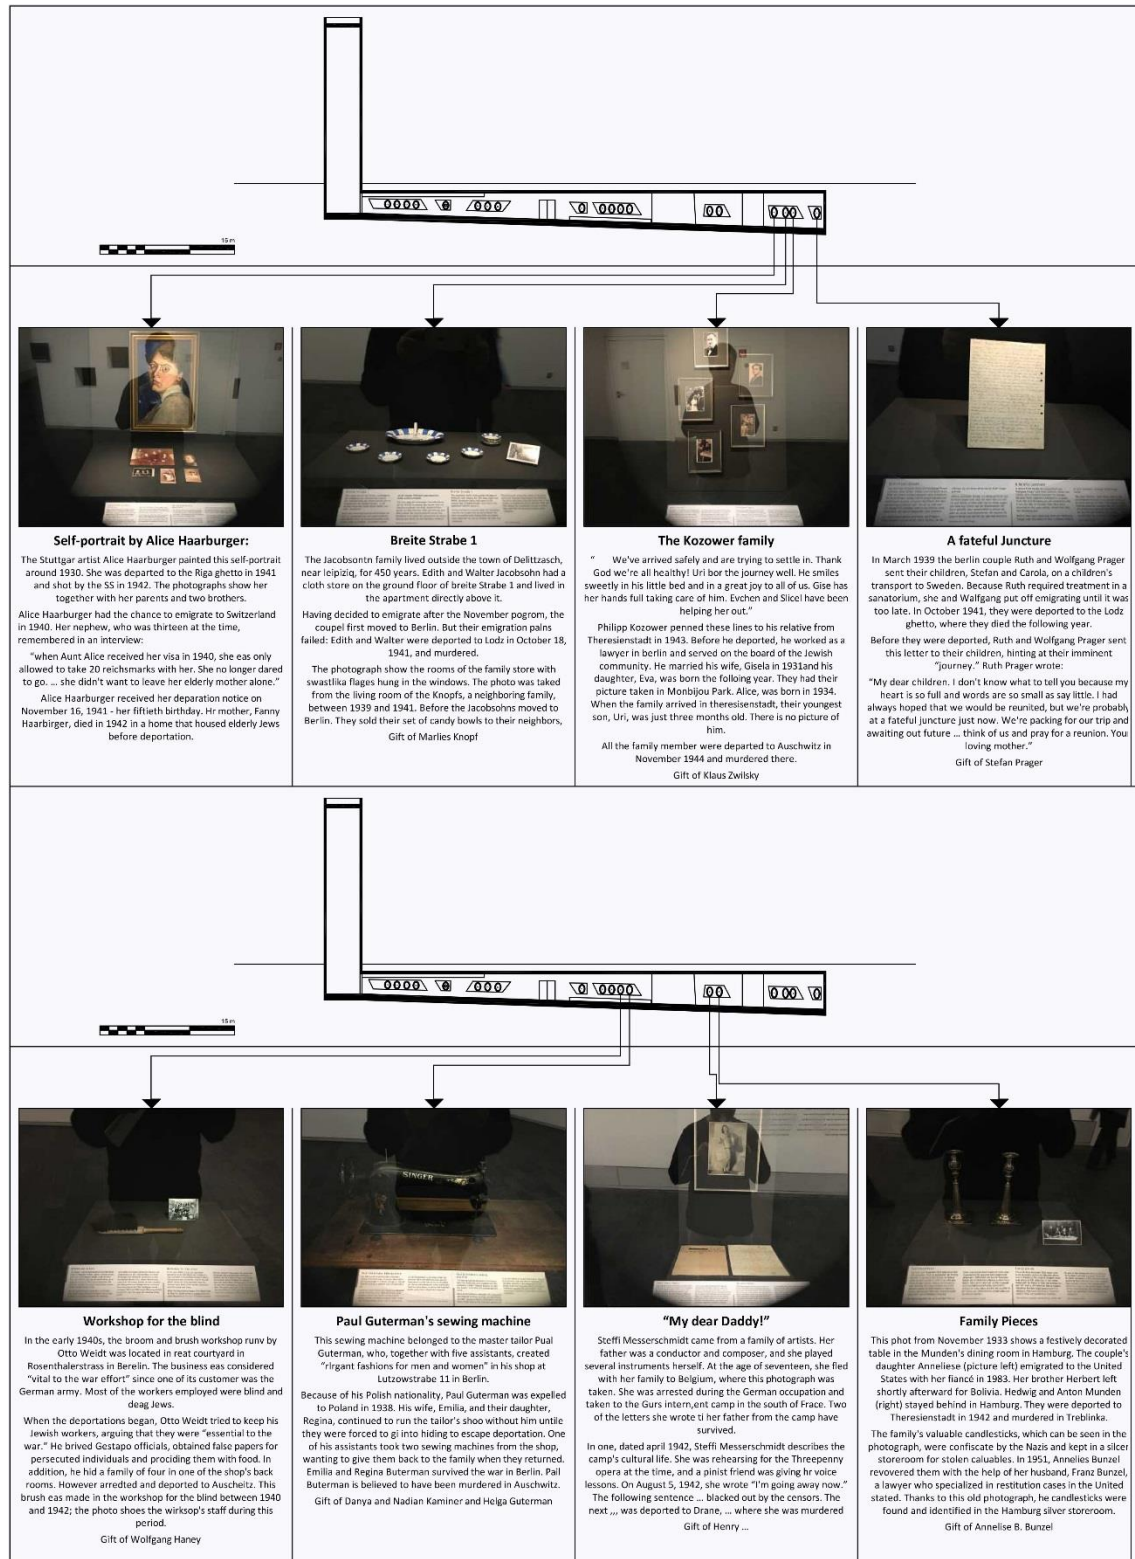 15 m
Self-portrait by Alice Haarburger:
The Stuttgar artist Alice Haarburger painted this self-portrait
around 1930. She was departed to the Riga ghetto in 1941
and shot by the SS in 1942. The photographs show her
together with her parents and two brothers.
Alice Haarburger had the chance to emigrate to Switzerland
in 1940. Her nephew, who was thirteen at the time,
remembered in an interview:
"when Aunt Alice received her visa in 1940, she eas only
allowed to take 20 reichsmarks with her. She no longer dared
to go. ... she didn't want to leave her elderly mother alone."
Alice Haarburger received her deparation notice on
November 16, 1941 - her fiftieth birthday. Hr mother, Fanny
Haarbirger, died in 1942 in a home that housed elderly Jews
before deportation.
Breite Strabe 1
The Jacobsontn family lived outside the town of Delittzasch,
near leipiziq, for 450 years. Edith and Walter Jacobsohn had a
cloth sore on the ground floor of breite Strabe 1 and lived in
the apartment directly above it.
Having decided to emigrate after the November pogrom, the
coupel first moved to Berlin. But their emigration pains
failed: Edith and Walter were deported to Lodz in October 18,
1941, and murdered.
The photograph show the rooms of the family store with
swastlika flages hung in the windows. The photo was taked
from the living room of the Knopfs, a neighboring family,
between 1939 and 1941. Before the Jacobsohns moved to
Berlin. They sold their set of candy bowls to their neighbors,
Gift of Marlies Knopf
The Kozower family
" We've arrived safely and are trying to settle in. Thank
God we're all healthy! Uri bor the journey well. He smiles
sweetly in his little bed and in a great joy to all of us. Gise has
her hands full taking care of him. Evchen and Slicel have been
helping her out."
Philipp Kozower penned these lines to his relative from
Theresienstadt in 1943. Before he deported, he worked as a
lawyer in berlin and served on the board of the Jewish
community. He married his wife, Gisela in 1931and his
daughter, Eva, was born the folloing year. They had their
picture taken in Monbijou Park. Alice, was born in 1934.
When the family arrived in theresisenstadt, their youngest
son, Uri, was just three months old. There is no picture of
him.
All the family member were departed to Auschwitz in
November 1944 and murdered there.
Gift of Klaus Zwilsky
A fateful Juncture
In March 1939 the berlin couple Ruth and Wolfgang Prager
sent their children, Stefan and Carola, on a children's
transport to Sweden. Because Ruth required treatment in a
sanatorium, she and Walfgang put off emigrating until it was
too late. In October 1941, they were deported to the Lodz
ghetto, where they died the following year.
Before they were deported, Ruth and Wolfgang Prager sent
this letter to their children, hinting at their imminent
"journey." Ruth Prager wrote:
"My dear children. I don't know what to tell you because my
heart is so full and words are so small as say little. I had
always hoped that we would be reunited, but we're probably
at a fateful juncture just now. We're packing for our trip and
awaiting out future ... think of us and pray for a reunion. Your
loving mother."
Gift of Stefan Prager
15 m
SINGER
Workshop for the blind
In the early 1940s, the broom and brush workshop runv by
Otto Weidt was located in reat courtyard in
Rosenthalerstrass in Berelin. The business eas considered
"vital to the war effort" since one of its customer was the
German army. Most of the workers employed were blind and
deag Jews.
When the deportations began, Otto Weidt tried to keep his
Jewish workers, arguing that they were "essential to the
war." He brived Gestapo officials, obtained false papers for
persecuted individuals and prociding them with food. In
addition, he hid a family of four in one of the shop's back
rooms. However arredted and deported to Auscheitz. This
brush eas made in the workshop for the blind between 1940
and 1942; the photo shoes the wirksop's staff during this
period.
Gift of Wolfgang Haney
Paul Guterman's sewing machine
This sewing machine belonged to the master tailor Pual
Guterman, who, together with five assistants, created
"rlrgant fashions for men and women" in his shop at
Lutzowstrabe 11 in Berlin.
Because of his Polish nationality, Paul Guterman was expelled
to Poland in 1938. His wife, Emilia, and their daughter,
Regina, continued to run the tailor's shoo without him untile
they were forced to gi into hiding to escape deportation. One
of his assistants took two sewing machines from the shop,
wanting to give them back to the family when they returned.
Emilia and Regina Buterman survived the war in Berlin. Pall
Buterman is believed to have been murdered in Auschwitz.
Gift of Danya and Nadian Kaminer and Helga Guterman
"My dear Daddy!"
Steffi Messerschmidt came from a family of artists. Her
father was a conductor and composer, and she played
several instruments herself. At the age of seventeen, she fled
with her family to Belgium, where this photograph was
taken. She was arrested during the German occupation and
taken to the Gurs intern,ent camp in the south of Frace. Two
of the letters she wrote ti her father from the camp have
survived.
In one, dated april 1942, Steffi Messerschmidt describes the
camp's cultural life. She was rehearsing for the Threepenny
opera at the time, and a pinist friend was giving hr voice
lessons. On August 5, 1942, she wrote "I'm going away now."
The following sentence ... blacked out by the censors. The
next ,,, was deported to Drane, ... where she was murdered
Gift of Henry ...
Family Pieces
This phot from November 1933 shows a festively decorated
table in the Munden's dining room in Hamburg. The couple's
daughter Anneliese (picture left) emigrated to the United
States with her fiancé in 1983. Her brother Herbert left
shortly afterward for Bolivia. Hedwig and Anton Munden
(right) stayed behind in Hamburg. They were deported to
Theresienstadt in 1942 and murdered in Treblinka.
The family's valuable candlesticks, which can be seen in the
photograph, were confiscate by the Nazis and kept in a silcer
storeroom for stolen caluables. In 1951, Annelies Bunzel
revovered them with the help of her husband, Franz Bunzel,
a lawyer who specialized in restitution cases in the United
stated. Thanks to this old photograph, he candlesticks were
found and identified in the Hamburg silver storeroom.
Gift of Annelise B. Bunzel